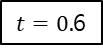 t = 0.6